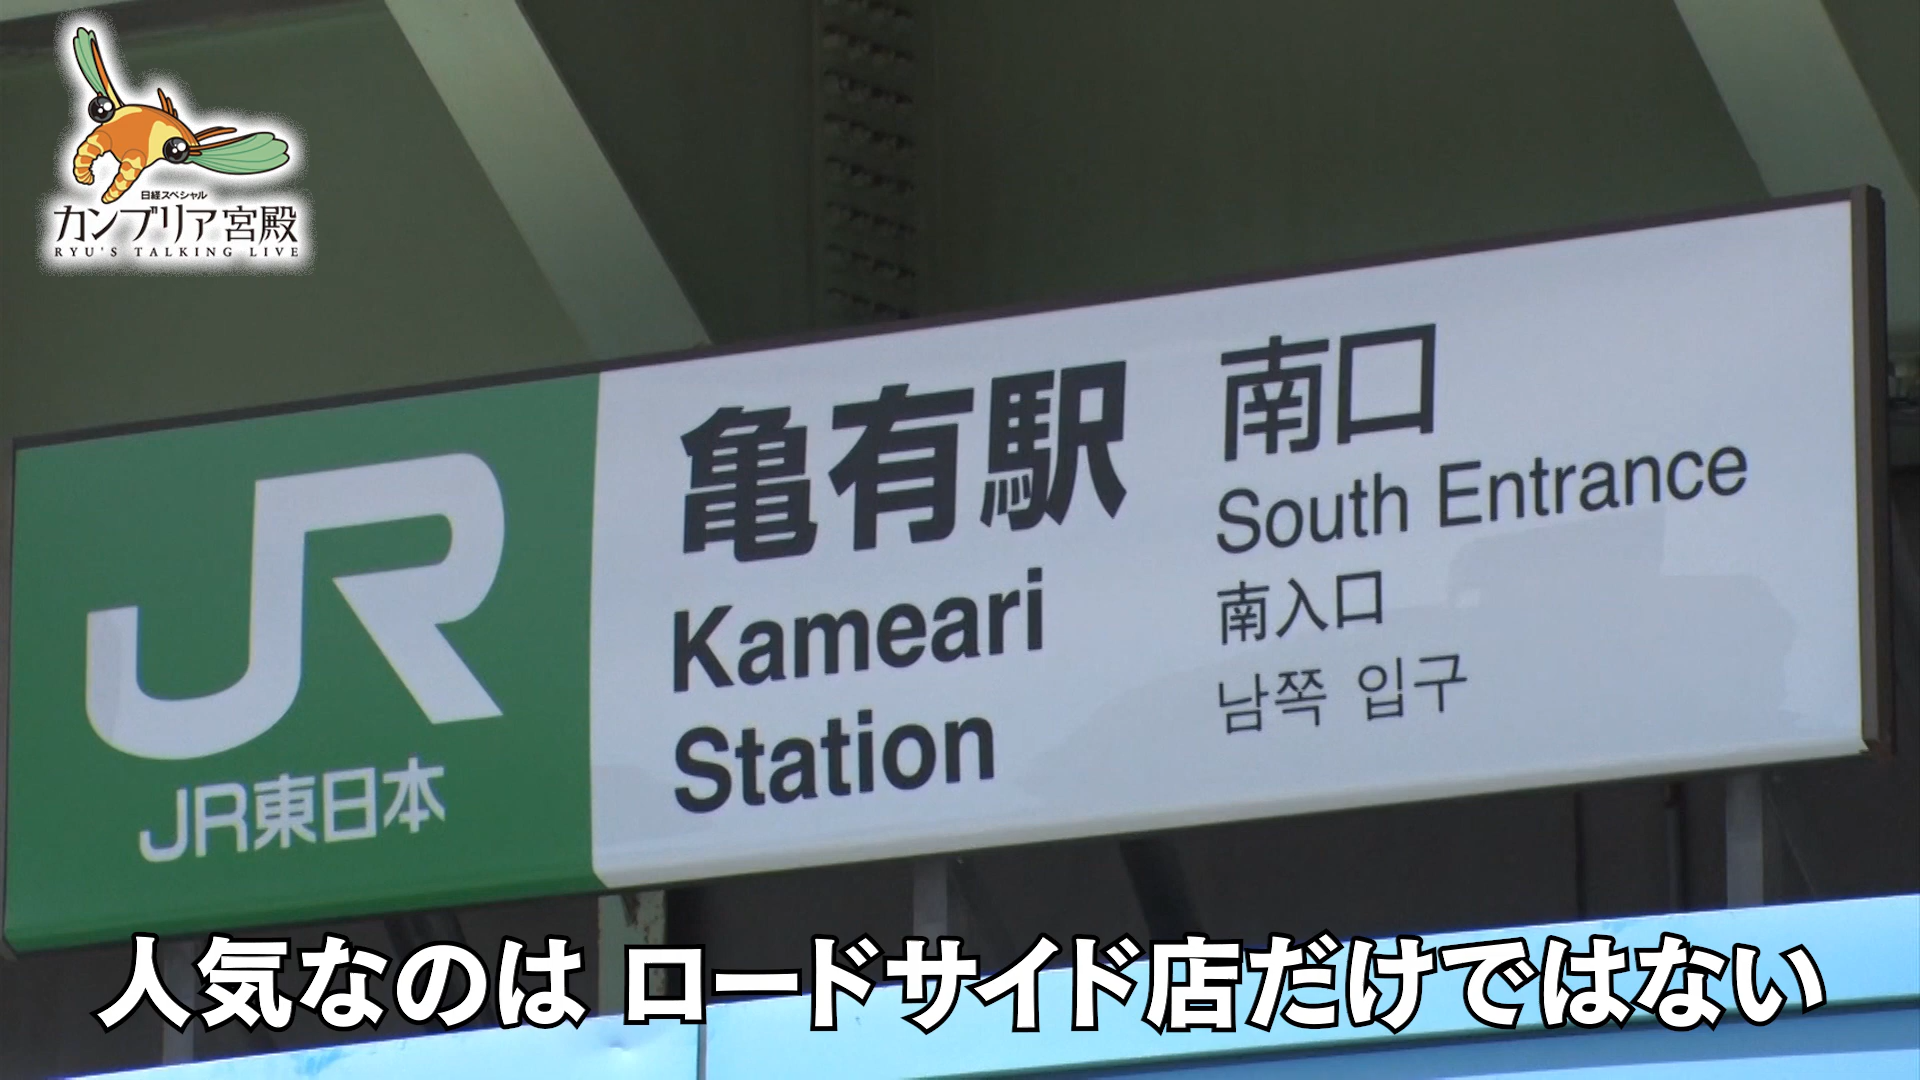 日経スペシャル
カンブリア宮殿
RYU'S TALKING LIVE
JR
JR東日本
亀有駅
Kameari
Station
南口
South Entrance
南入口
남쪽 입구
人気なのは ロードサイド店だけではない